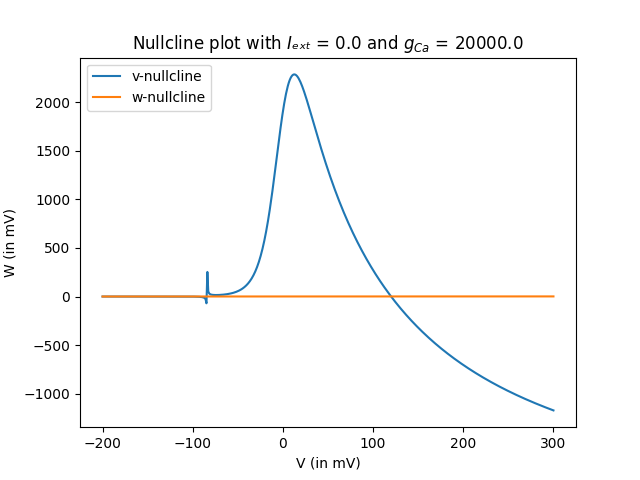 Nullcline plot with Iₑₓₜ = 0.0 and g_Ca = 20000.0
v-nullcline
w-nullcline
2000
1500
1000
500
0
−500
−1000
W (in mV)
−200 −100 0 100 200 300
V (in mV)